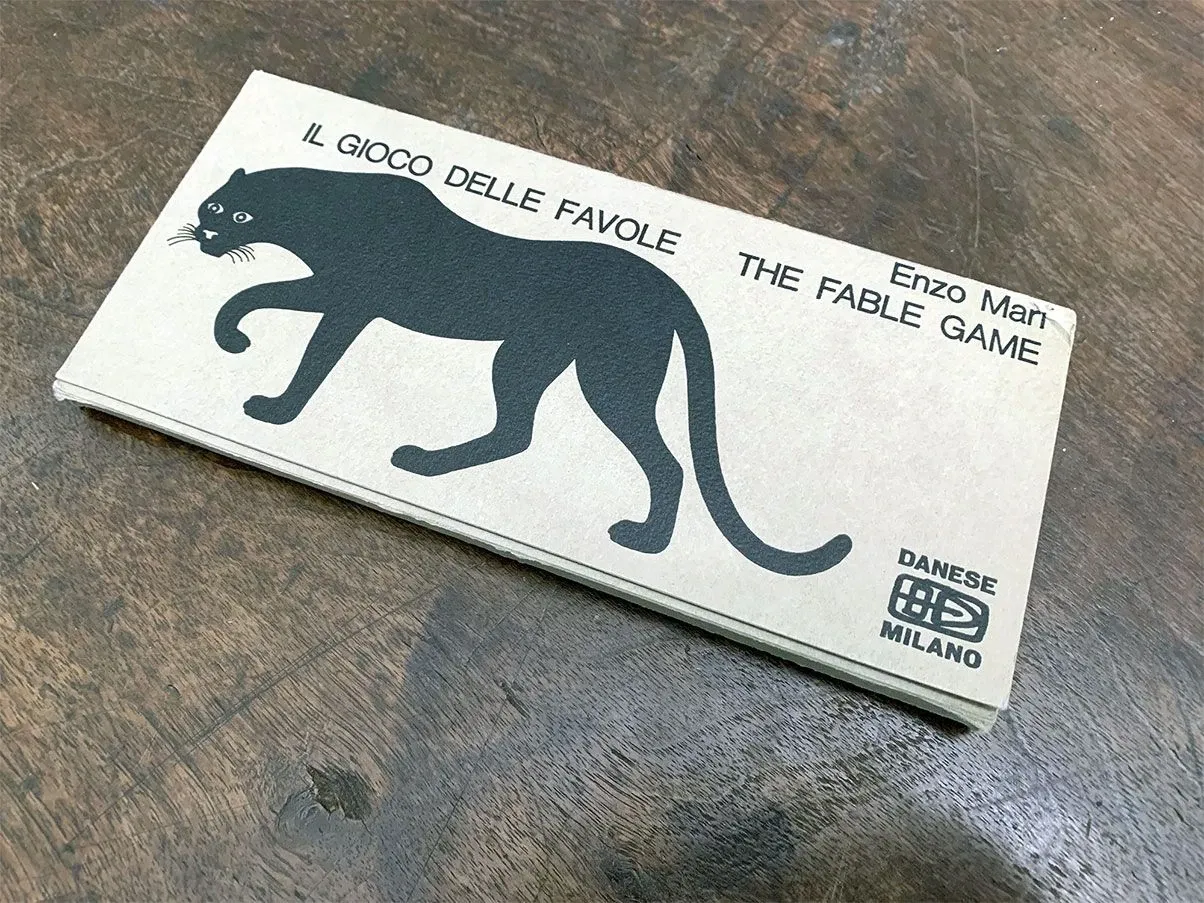 Enzo Mari
IL GIOCO DELLE FAVOLE THE FABLE GAME
DANESE
MILANO